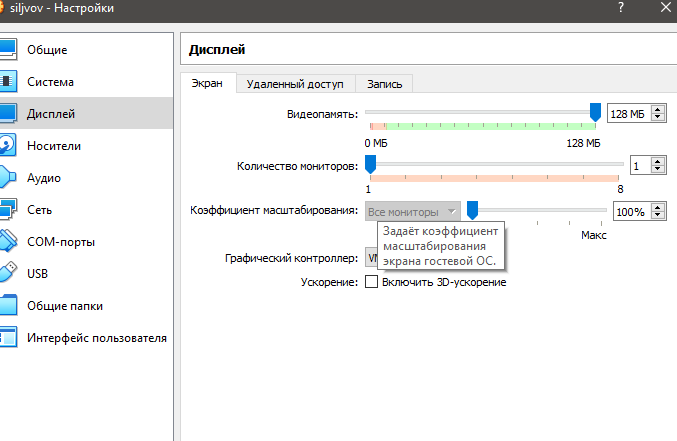 siljvov - Настройки ? ×
Общие
Система
Дисплей
Носители
Аудио
Сеть
COM-порты
USB
Общие папки
Интерфейс пользователя
Дисплей
Экран Удаленный доступ Запись
Видеопамять: 128 МБ
0 МБ 128 МБ
Количество мониторов: 1
1 8
Коэффициент масштабирования: Все мониторы 100%
Макс
Задаёт коэффициент
масштабирования
экрана гостевой ОС.
Графический контроллер:
Ускорение: Включить 3D-ускорение